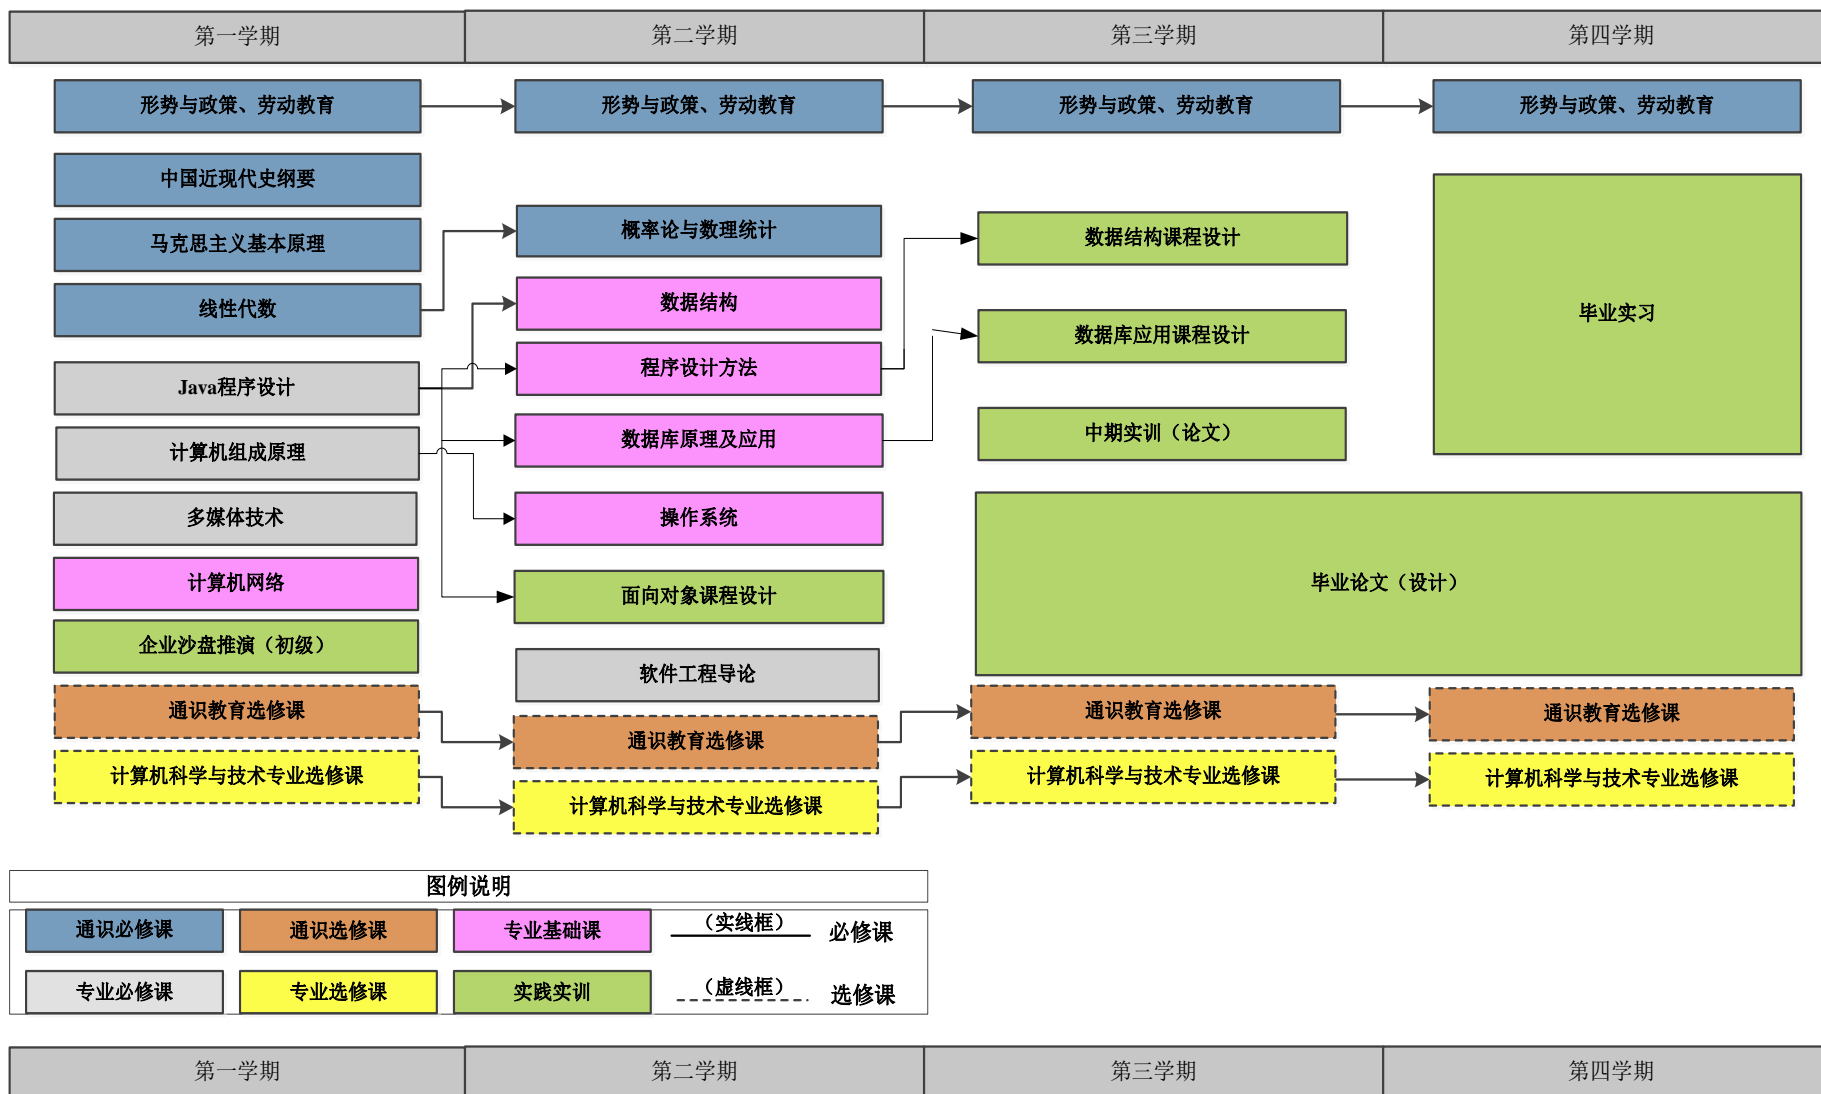 第一学期
第二学期
第三学期
第四学期
形势与政策、劳动教育
形势与政策、劳动教育
形势与政策、劳动教育
形势与政策、劳动教育
中国近现代史纲要
马克思主义基本原理
线性代数
Java程序设计
计算机组成原理
多媒体技术
计算机网络
企业沙盘推演（初级）
通识教育选修课
计算机科学与技术专业选修课
概率论与数理统计
数据结构
程序设计方法
数据库原理及应用
操作系统
面向对象课程设计
软件工程导论
通识教育选修课
计算机科学与技术专业选修课
数据结构课程设计
数据库应用课程设计
中期实训（论文）
毕业实习
毕业论文（设计）
通识教育选修课
计算机科学与技术专业选修课
通识教育选修课
计算机科学与技术专业选修课
图例说明
通识必修课
通识选修课
专业基础课
（实线框）
必修课
专业必修课
专业选修课
实践实训
（虚线框）
选修课
第一学期
第二学期
第三学期
第四学期